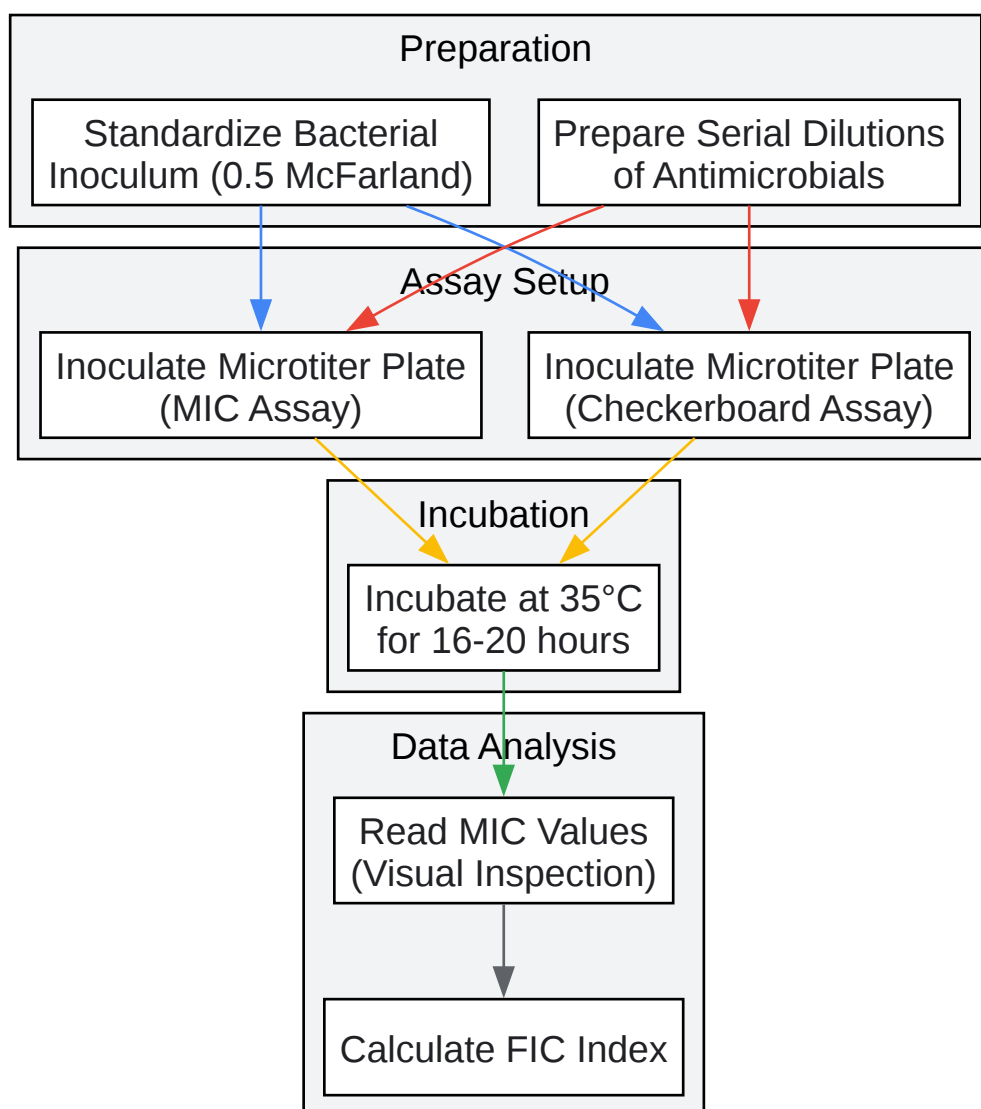 Preparation
Standardize Bacterial
Inoculum (0.5 McFarland)
Prepare Serial Dilutions
of Antimicrobials
Assay Setup
Inoculate Microtiter Plate
(MIC Assay)
Inoculate Microtiter Plate
(Checkerboard Assay)
Incubation
Incubate at 35°C
for 16-20 hours
Data Analysis
Read MIC Values
(Visual Inspection)
Calculate FIC Index